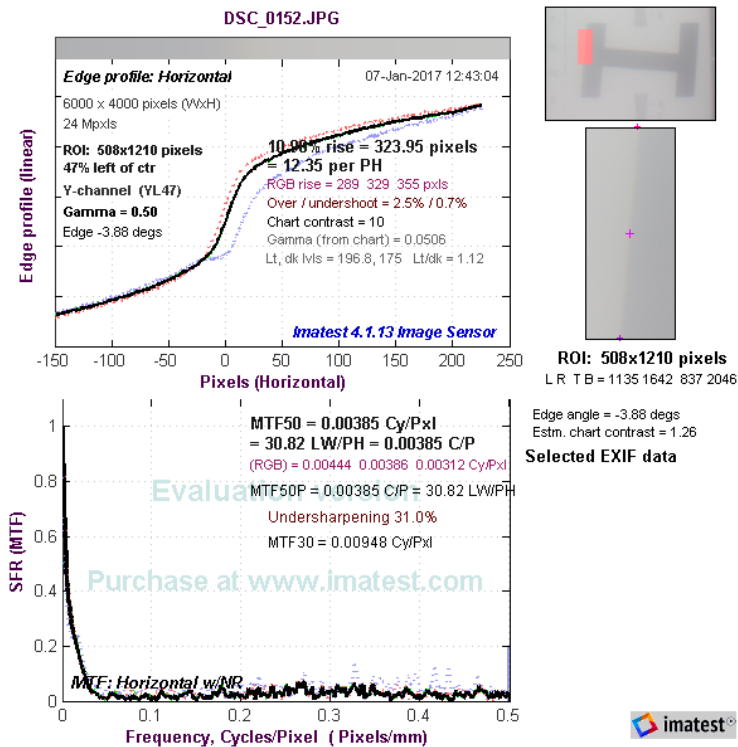 DSC_0152.JPG
Edge profile: Horizontal
07-Jan-2017 12:43:04
6000 x 4000 pixels (WxH)
24 Mpxls
ROI: 508x1210 pixels
47% left of ctr
Y-channel (YL47)
Gamma = 0.50
Edge -3.88 degs
10-90% rise = 323.95 pixels
= 12.35 per PH
RGB rise = 289 329 355 pxls
Over / undershoot = 2.5% / 0.7%
Chart contrast = 10
Gamma (from chart) = 0.0506
Lt, dk lvls = 196.8, 175 Lt/dk = 1.12
Imatest 4.1.13 Image Sensor
Edge profile (linear)
-150 -100 -50 0 50 100 150 200 250
Pixels (Horizontal)
ROI: 508x1210 pixels
L R T B = 1135 1642 837 2046
Edge angle = -3.88 degs
Estm. chart contrast = 1.26
Selected EXIF data
MTF50 = 0.00385 Cy/Pxl
= 30.82 LW/PH = 0.00385 C/P
(RGB) = 0.00444 0.00386 0.00312 Cy/Pxl
Evaluation version
MTF50P = 0.00385 C/P = 30.82 LW/PH
Undersharpening 31.0%
MTF30 = 0.00948 Cy/Pxl
Purchase at www.imatest.com
SFR (MTF)
1
0.8
0.6
0.4
0.2
0
MTF: Horizontal w/NR
0 0.1 0.2 0.3 0.4 0.5
Frequency, Cycles/Pixel ( Pixels/mm)
imatest®